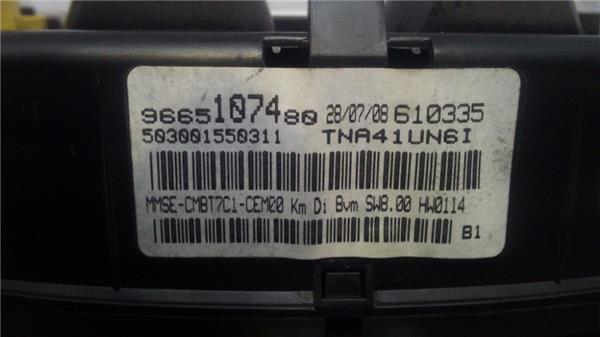 9665107480 28/07/08 610335
503001550311 TNA41UN6I
MMSE-CMBT7C1-CEM00 Km Di Bvm SW8.00 HW0114
B1